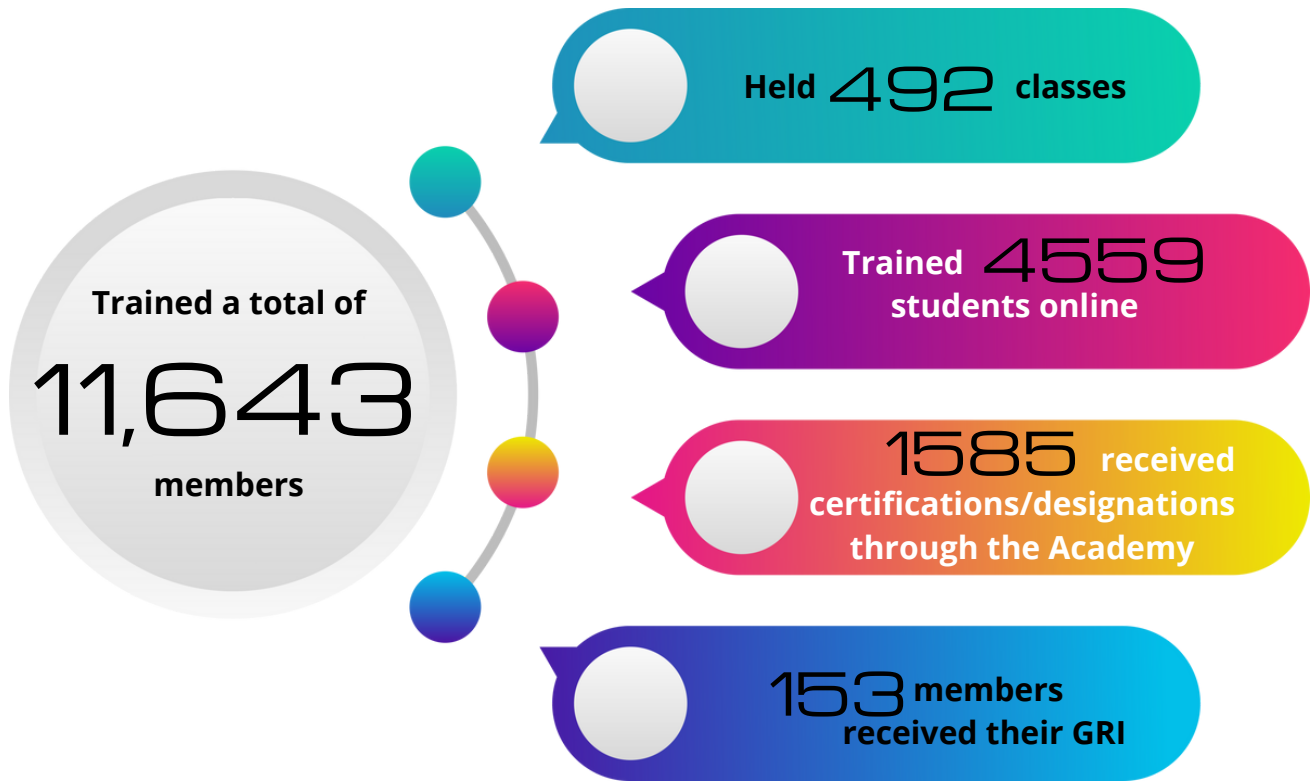 Trained a total of
11,643
members
Held 492 classes
Trained 4559
students online
1585 received
certifications/designations
through the Academy
153 members
received their GRI